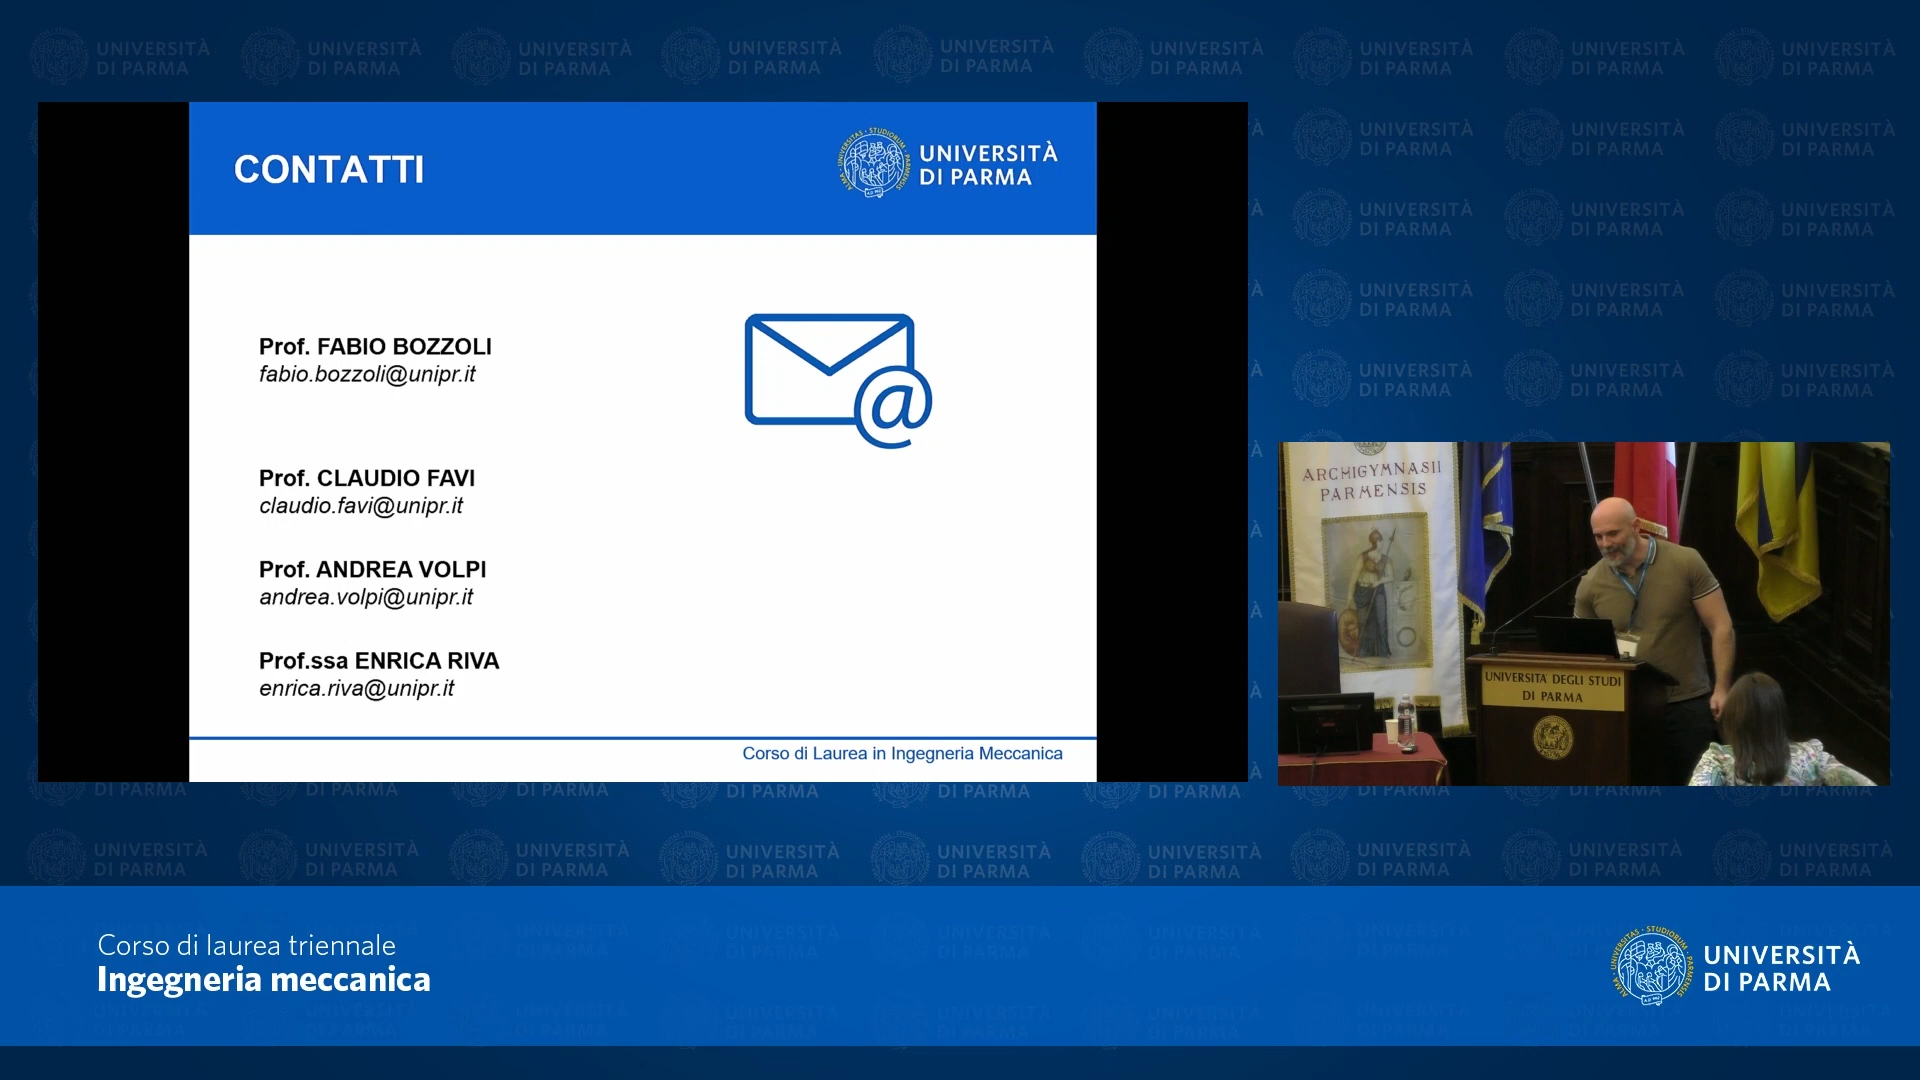 CONTATTI
UNIVERSITÀ
DI PARMA
Prof. FABIO BOZZOLI
fabio.bozzoli@unipr.it
Prof. CLAUDIO FAVI
claudio.favi@unipr.it
Prof. ANDREA VOLPI
andrea.volpi@unipr.it
Prof.ssa ENRICA RIVA
enrica.riva@unipr.it
Corso di Laurea in Ingegneria Meccanica
ARCHIGYMNASII
PARMENSIS
UNIVERSITA' DEGLI STUDI
DI PARMA
Corso di laurea triennale
Ingegneria meccanica
UNIVERSITÀ
DI PARMA